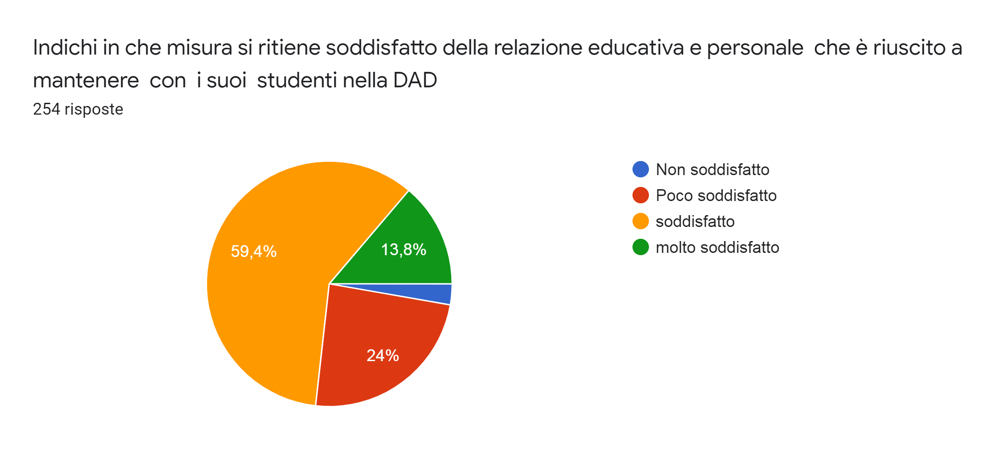 Indichi in che misura si ritiene soddisfatto della relazione educativa e personale  che è riuscito a
mantenere  con  i suoi  studenti nella DAD
254 risposte
Non soddisfatto
Poco soddisfatto
soddisfatto
molto soddisfatto
59,4%
13,8%
24%